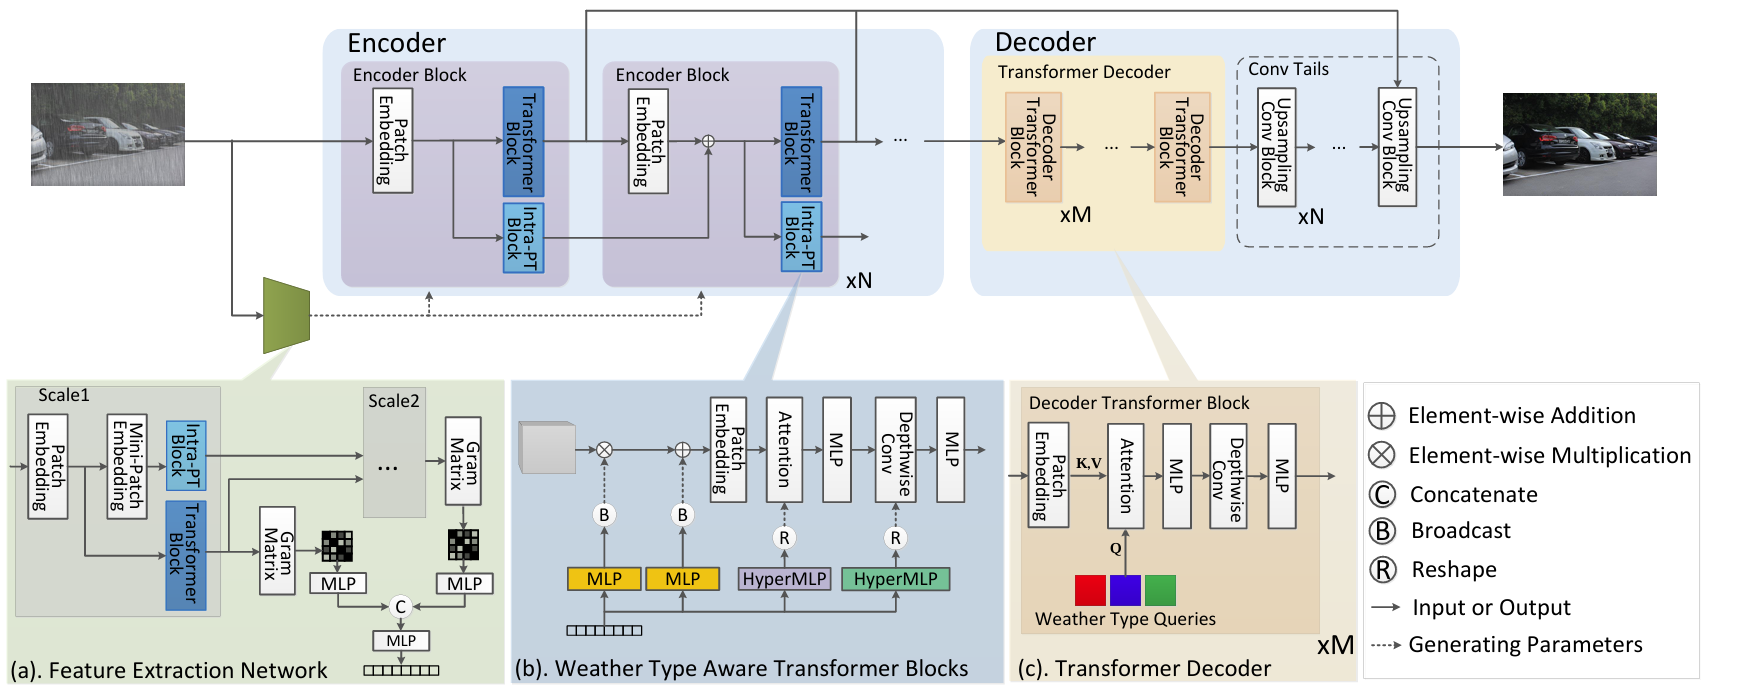 Encoder
Encoder Block
Patch
Embedding
Transformer
Block
Intra-PT
Block
Encoder Block
Patch
Embedding
Transformer
Block
Intra-PT
Block
...
xN
Decoder
Transformer Decoder
Decoder
Transformer
Block
...
Decoder
Transformer
Block
xM
Conv Tails
Upsampling
Conv Block
...
Upsampling
Conv Block
xN
Scale1
Patch
Embedding
Mini-Patch
Embedding
Intra-PT
Block
Transformer
Block
Scale2
...
Gram
Matrix
Gram
Matrix
MLP
MLP
C
MLP
(a). Feature Extraction Network
Patch
Embedding
Attention
MLP
Depthwise
Conv
MLP
B
B
R
R
MLP
MLP
HyperMLP
HyperMLP
(b). Weather Type Aware Transformer Blocks
Decoder Transformer Block
Patch
Embedding
K,V
Attention
MLP
Depthwise
Conv
MLP
Q
Weather Type Queries
xM
(c). Transformer Decoder
Element-wise Addition
Element-wise Multiplication
C Concatenate
B Broadcast
R Reshape
Input or Output
Generating Parameters